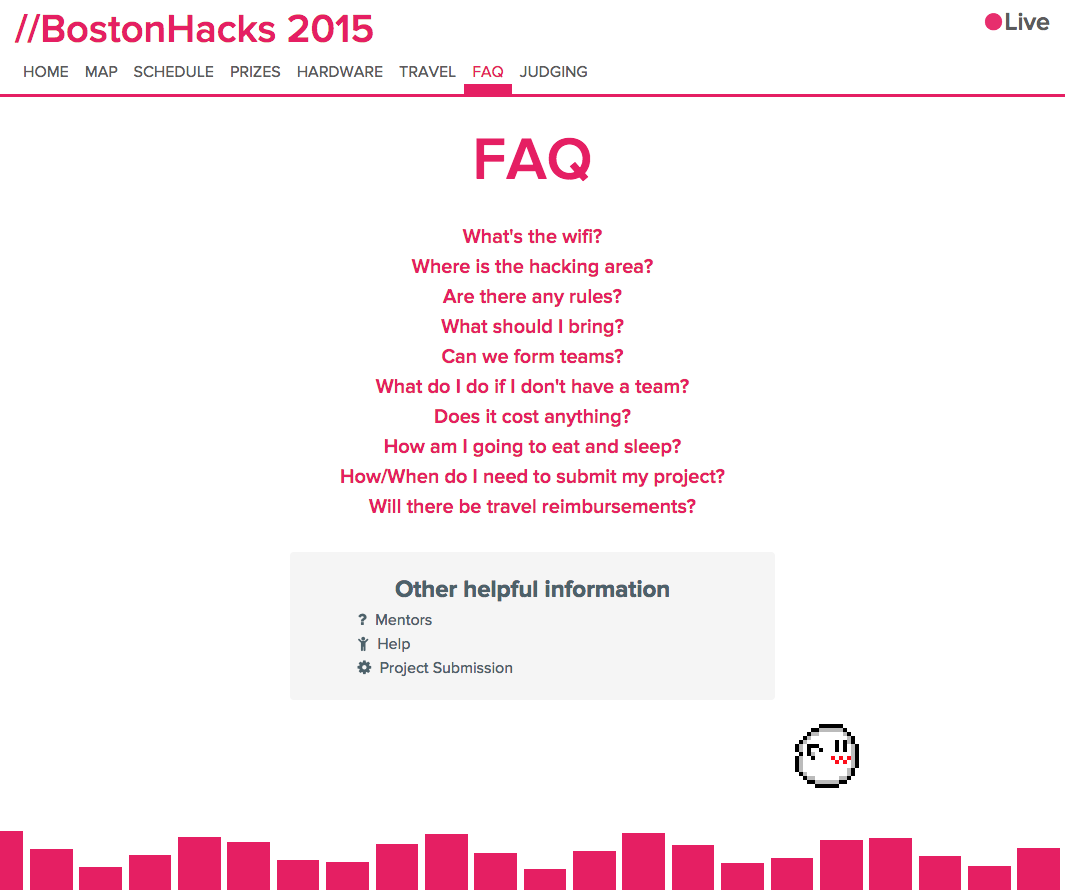 //BostonHacks 2015
Live
HOME MAP SCHEDULE PRIZES HARDWARE TRAVEL FAQ JUDGING
FAQ
What's the wifi?
Where is the hacking area?
Are there any rules?
What should I bring?
Can we form teams?
What do I do if I don't have a team?
Does it cost anything?
How am I going to eat and sleep?
How/When do I need to submit my project?
Will there be travel reimbursements?
Other helpful information
? Mentors
Help
Project Submission